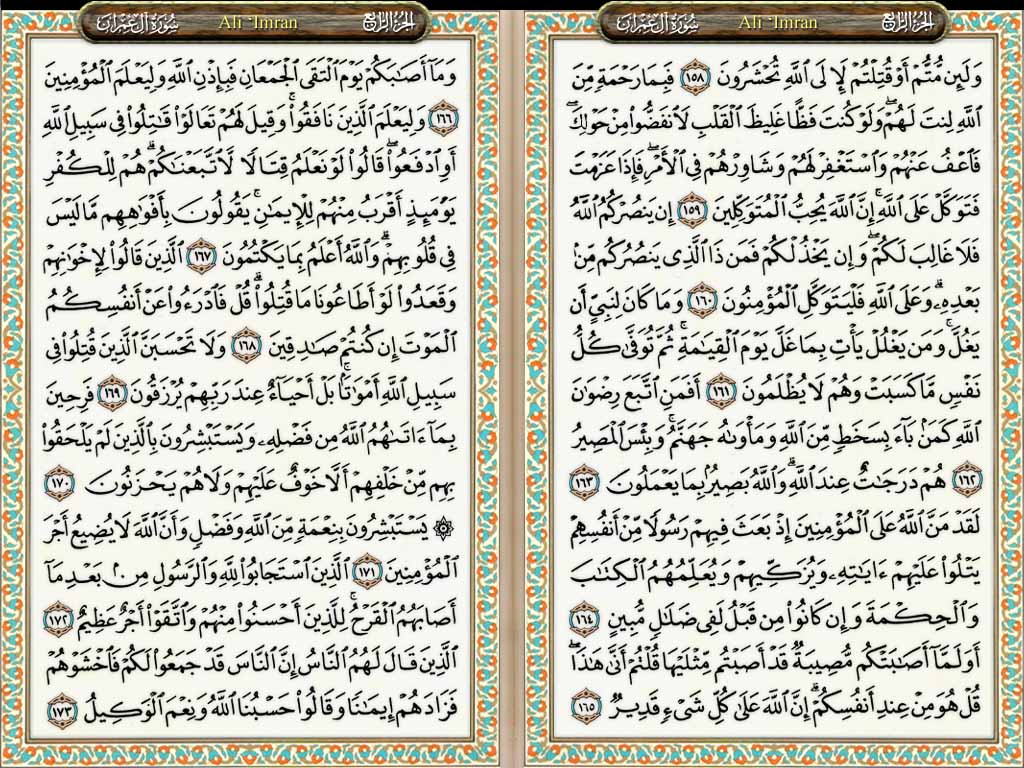 الجزء الرابع Ali `Imran سورة آل عمران
وَلَئِن مُّتُّمْ أَوْ قُتِلْتُمْ لَإِلَى ٱللَّهِ تُحْشَرُونَ ١٥٨ فَبِمَا رَحْمَةٍ مِّنَ
ٱللَّهِ لِنتَ لَهُمْ ۖ وَلَوْ كُنتَ فَظًّا غَلِيظَ ٱلْقَلْبِ لَٱنفَضُّوا۟ مِنْ حَوْلِكَ ۖ
فَٱعْفُ عَنْهُمْ وَٱسْتَغْفِرْ لَهُمْ وَشَاوِرْهُمْ فِى ٱلْأَمْرِ ۖ فَإِذَا عَزَمْتَ
فَتَوَكَّلْ عَلَى ٱللَّهِ ۚ إِنَّ ٱللَّهَ يُحِبُّ ٱلْمُتَوَكِّلِينَ ١٥٩ إِن يَنصُرْكُمُ ٱللَّهُ
فَلَا غَالِبَ لَكُمْ ۖ وَإِن يَخْذُلْكُمْ فَمَن ذَا ٱلَّذِى يَنصُرُكُم مِّنۢ
بَعْدِهِۦ ۗ وَعَلَى ٱللَّهِ فَلْيَتَوَكَّلِ ٱلْمُؤْمِنُونَ ١٦٠ وَمَا كَانَ لِنَبِىٍّ أَن
يَغُلَّ ۚ وَمَن يَغْلُلْ يَأْتِ بِمَا غَلَّ يَوْمَ ٱلْقِيَٰمَةِ ۚ ثُمَّ تُوَفَّىٰ كُلُّ
نَفْسٍ مَّا كَسَبَتْ وَهُمْ لَا يُظْلَمُونَ ١٦١ أَفَمَنِ ٱتَّبَعَ رِضْوَٰنَ
ٱللَّهِ كَمَنۢ بَآءَ بِسَخَطٍ مِّنَ ٱللَّهِ وَمَأْوَىٰهُ جَهَنَّمُ ۚ وَبِئْسَ ٱلْمَصِيرُ
١٦٢ هُمْ دَرَجَٰتٌ عِندَ ٱللَّهِ ۗ وَٱللَّهُ بَصِيرٌۢ بِمَا يَعْمَلُونَ ١٦٣
لَقَدْ مَنَّ ٱللَّهُ عَلَى ٱلْمُؤْمِنِينَ إِذْ بَعَثَ فِيهِمْ رَسُولًا مِّنْ أَنفُسِهِمْ
يَتْلُوا۟ عَلَيْهِمْ ءَايَٰتِهِۦ وَيُزَكِّيهِمْ وَيُعَلِّمُهُمُ ٱلْكِتَٰبَ
وَٱلْحِكْمَةَ وَإِن كَانُوا۟ مِن قَبْلُ لَفِى ضَلَٰلٍ مُّبِينٍ ١٦٤
أَوَلَمَّآ أَصَٰبَتْكُم مُّصِيبَةٌ قَدْ أَصَبْتُم مِّثْلَيْهَا قُلْتُمْ أَنَّىٰ هَٰذَا ۖ
قُلْ هُوَ مِنْ عِندِ أَنفُسِكُمْ ۗ إِنَّ ٱللَّهَ عَلَىٰ كُلِّ شَىْءٍ قَدِيرٌ ١٦٥
الجزء الرابع Ali `Imran سورة آل عمران
وَمَآ أَصَٰبَكُمْ يَوْمَ ٱلْتَقَى ٱلْجَمْعَانِ فَبِإِذْنِ ٱللَّهِ وَلِيَعْلَمَ ٱلْمُؤْمِنِينَ
١٦٦ وَلِيَعْلَمَ ٱلَّذِينَ نَافَقُوا۟ ۚ وَقِيلَ لَهُمْ تَعَالَوْا۟ قَٰتِلُوا۟ فِى سَبِيلِ ٱللَّهِ
أَوِ ٱدْفَعُوا۟ ۖ قَالُوا۟ لَوْ نَعْلَمُ قِتَالًا لَّٱتَّبَعْنَٰكُمْ ۗ هُمْ لِلْكُفْرِ
يَوْمَئِذٍ أَقْرَبُ مِنْهُمْ لِلْإِيمَٰنِ ۚ يَقُولُونَ بِأَفْوَٰهِهِم مَّا لَيْسَ
فِى قُلُوبِهِمْ ۗ وَٱللَّهُ أَعْلَمُ بِمَا يَكْتُمُونَ ١٦٧ ٱلَّذِينَ قَالُوا۟ لِإِخْوَٰنِهِمْ
وَقَعَدُوا۟ لَوْ أَطَاعُونَا مَا قُتِلُوا۟ ۗ قُلْ فَٱدْرَءُوا۟ عَنْ أَنفُسِكُمُ
ٱلْمَوْتَ إِن كُنتُمْ صَٰدِقِينَ ١٦٨ وَلَا تَحْسَبَنَّ ٱلَّذِينَ قُتِلُوا۟ فِى
سَبِيلِ ٱللَّهِ أَمْوَٰتًۢا ۚ بَلْ أَحْيَآءٌ عِندَ رَبِّهِمْ يُرْزَقُونَ ١٦٩ فَرِحِينَ
بِمَآ ءَاتَىٰهُمُ ٱللَّهُ مِن فَضْلِهِۦ وَيَسْتَبْشِرُونَ بِٱلَّذِينَ لَمْ يَلْحَقُوا۟
بِهِم مِّنْ خَلْفِهِمْ أَلَّا خَوْفٌ عَلَيْهِمْ وَلَا هُمْ يَحْزَنُونَ ١٧٠
۞ يَسْتَبْشِرُونَ بِنِعْمَةٍ مِّنَ ٱللَّهِ وَفَضْلٍ وَأَنَّ ٱللَّهَ لَا يُضِيعُ أَجْرَ
ٱلْمُؤْمِنِينَ ١٧١ ٱلَّذِينَ ٱسْتَجَابُوا۟ لِلَّهِ وَٱلرَّسُولِ مِنۢ بَعْدِ مَآ
أَصَابَهُمُ ٱلْقَرْحُ ۚ لِلَّذِينَ أَحْسَنُوا۟ مِنْهُمْ وَٱتَّقَوْا۟ أَجْرٌ عَظِيمٌ ١٧٢
ٱلَّذِينَ قَالَ لَهُمُ ٱلنَّاسُ إِنَّ ٱلنَّاسَ قَدْ جَمَعُوا۟ لَكُمْ فَٱخْشَوْهُمْ
فَزَادَهُمْ إِيمَٰنًا وَقَالُوا۟ حَسْبُنَا ٱللَّهُ وَنِعْمَ ٱلْوَكِيلُ ١٧٣